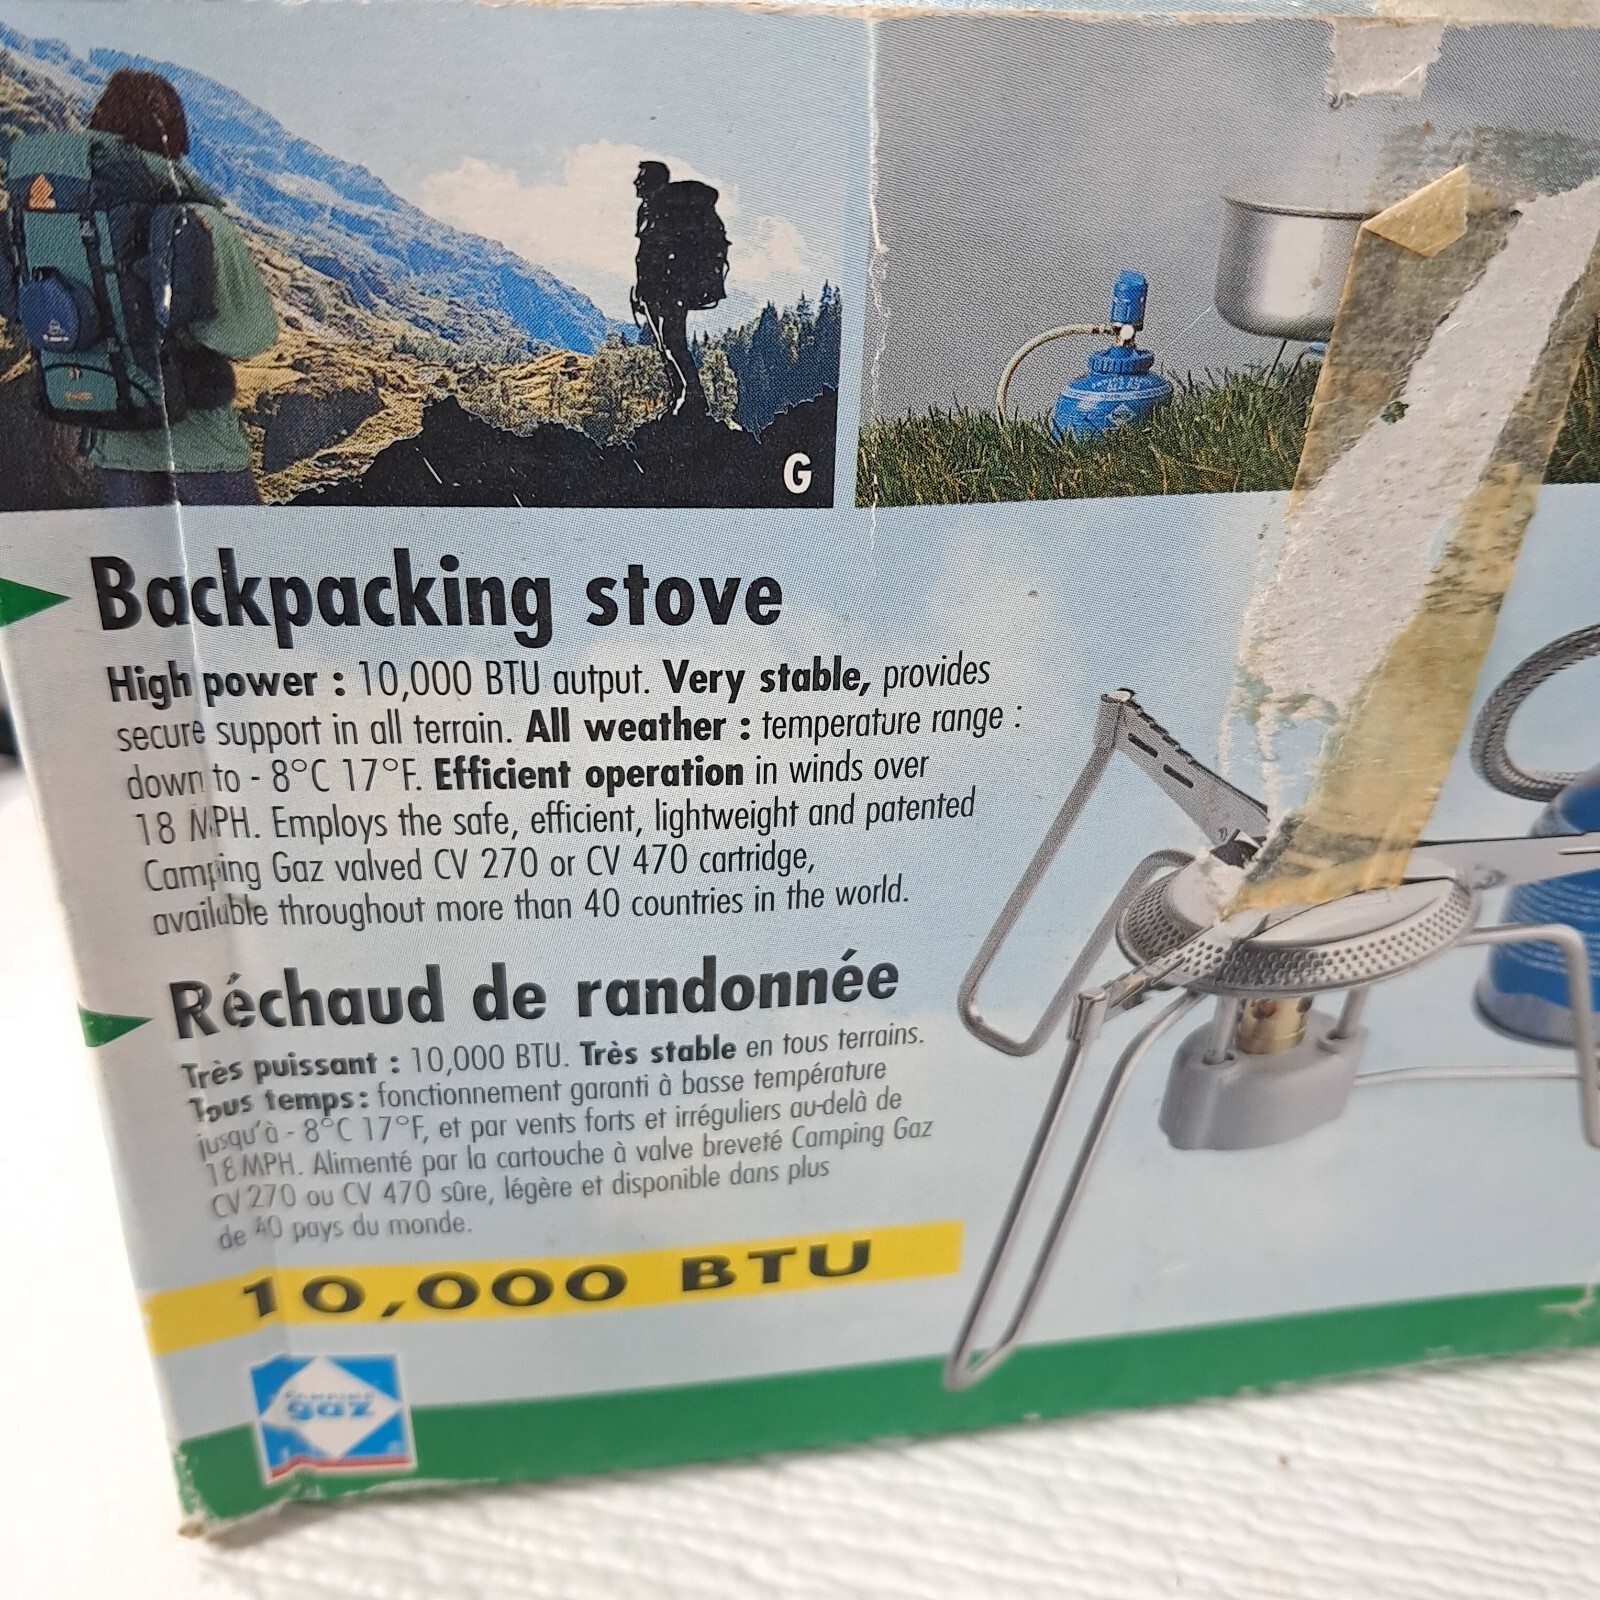 G
Backpacking stove
High power : 10,000 BTU autput. Very stable, provides
secure support in all terrain. All weather : temperature range :
down to - 8°C 17°F. Efficient operation in winds over
18 MPH. Employs the safe, efficient, lightweight and patented
Camping Gaz valved CV 270 or CV 470 cartridge,
available throughout more than 40 countries in the world.
Réchaud de randonnée
Très puissant : 10,000 BTU. Très stable en tous terrains.
Tous temps : fonctionnement garanti à basse température
jusqu'à - 8°C 17°F, et par vents forts et irréguliers au-delà de
18 MPH. Alimenté par la cartouche à valve breveté Camping Gaz
CV 270 ou CV 470 sûre, légère et disponible dans plus
de 40 pays du monde.
10,000 BTU
CAMPING
gaz